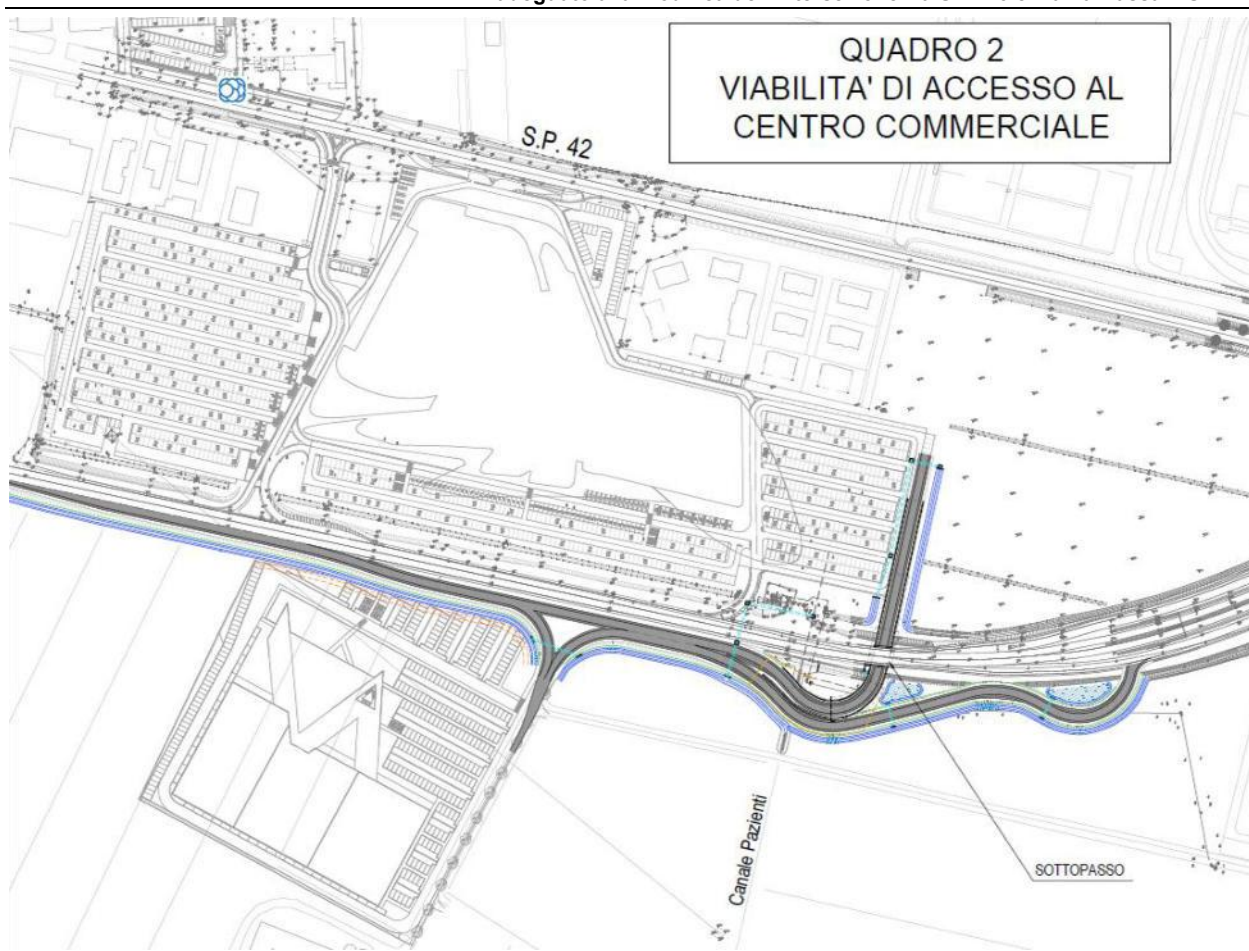 QUADRO 2
VIABILITA' DI ACCESSO AL
CENTRO COMMERCIALE
S.P. 42
Canale Pazienti
SOTTOPASSO